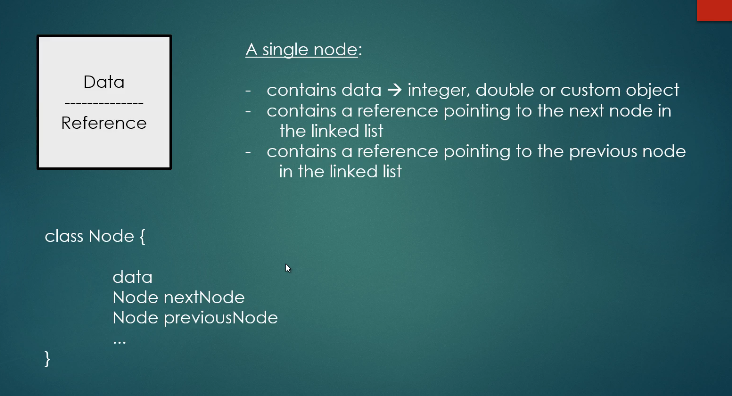 Data
--------------
Reference
A single node:
- contains data → integer, double or custom object
- contains a reference pointing to the next node in
the linked list
- contains a reference pointing to the previous node
in the linked list
class Node {
data
Node nextNode
Node previousNode
...
}